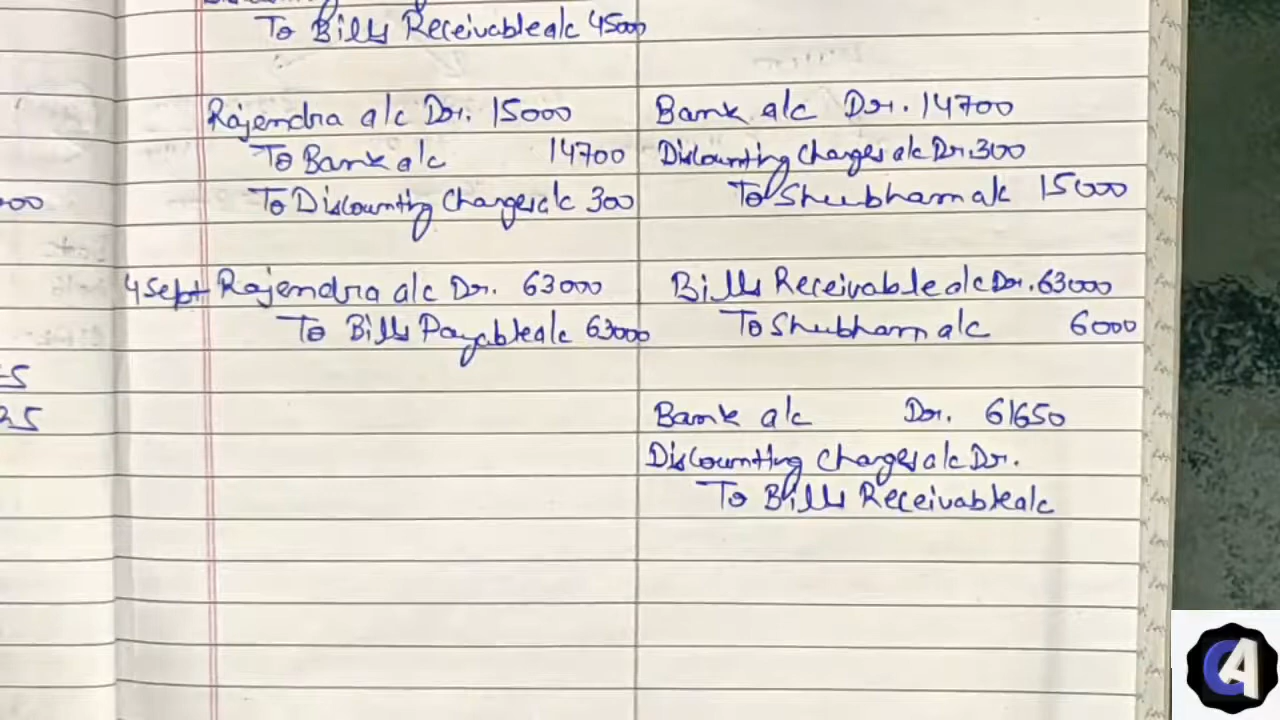 To Bills Receivable a/c 45000
Rajendra a/c Dr. 15000
To Bank a/c 14700
To Discounting Charges a/c 300
4 Sept Rajendra a/c Dr. 63000
To Bills Payable a/c 63000
Bank a/c Dr. 14700
Discounting Charges a/c Dr. 300
To Shubham a/c 15000
Bills Receivable a/c Dr. 63000
To Shubham a/c 6000
Bank a/c Dr. 61650
Discounting Charges a/c Dr.
To Bills Receivable a/c
CA